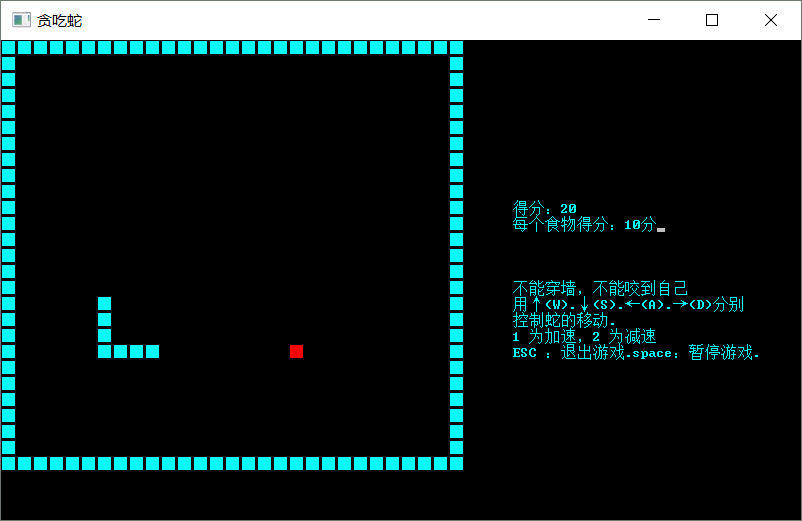 贪吃蛇
得分：20
每个食物得分：10分
不能穿墙，不能咬到自己
用↑(W).↓(S).←(A).→(D)分别
控制蛇的移动.
1 为加速，2 为减速
ESC ：退出游戏.space：暂停游戏.